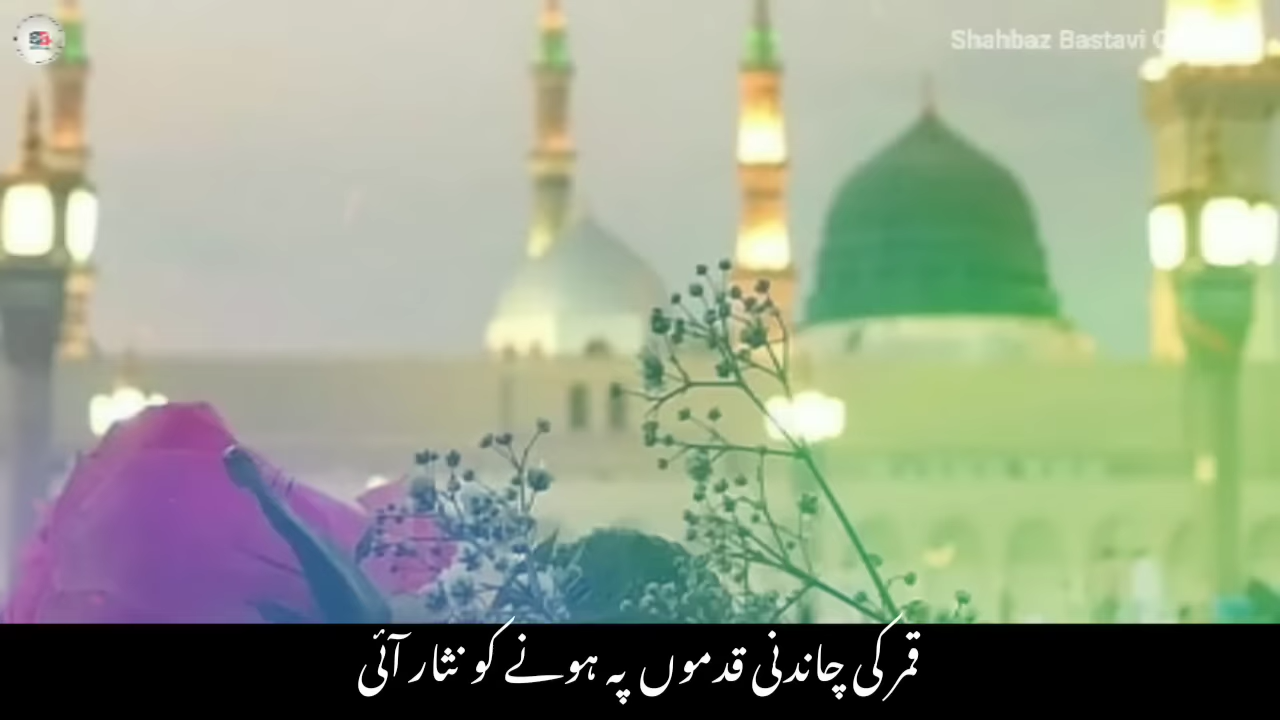 Shahbaz Bastavi
قمر کی چاندنی قدموں پہ ہونے کو نثار آئی